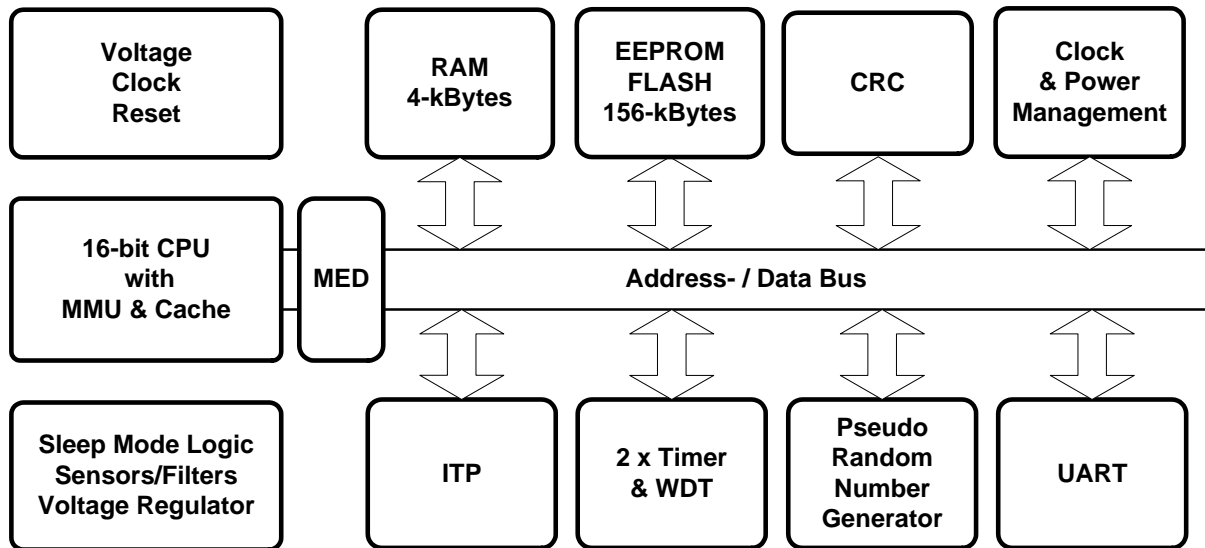 Voltage
Clock
Reset
RAM
4-kBytes
EEPROM
FLASH
156-kBytes
CRC
Clock
& Power
Management
16-bit CPU
with
MMU & Cache
MED
Address- / Data Bus
Sleep Mode Logic
Sensors/Filters
Voltage Regulator
ITP
2 x Timer
& WDT
Pseudo
Random
Number
Generator
UART